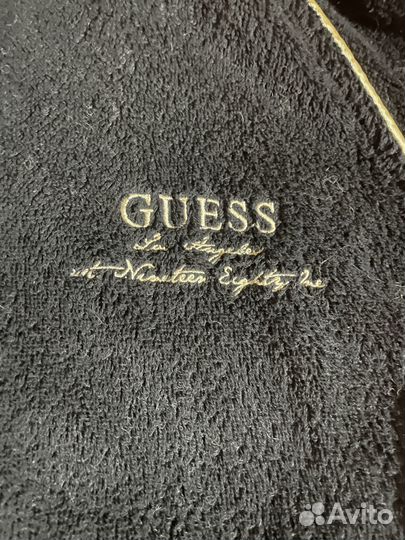 GUESS
Los Angeles
est. Nineteen Eighty One
Avito